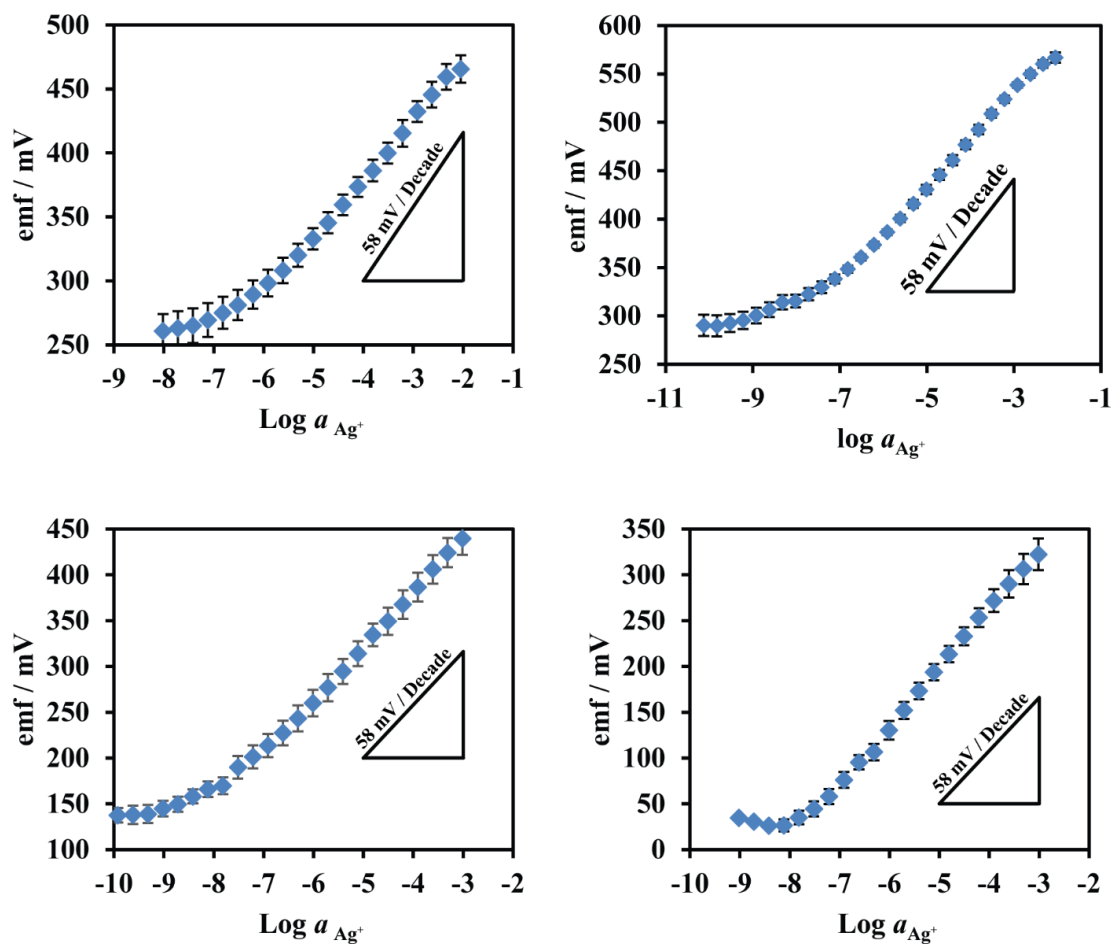 500
450
400
350
300
250
emf / mV
58 mV / Decade
-9 -8 -7 -6 -5 -4 -3 -2 -1
Log a Ag+
600
550
500
450
400
350
300
250
emf / mV
58 mV / Decade
-11 -9 -7 -5 -3 -1
log aAg+
450
400
350
300
250
200
150
100
emf / mV
58 mV / Decade
-10 -9 -8 -7 -6 -5 -4 -3 -2
Log a Ag+
350
300
250
200
150
100
50
0
emf / mV
58 mV / Decade
-10 -9 -8 -7 -6 -5 -4 -3 -2
Log aAg+